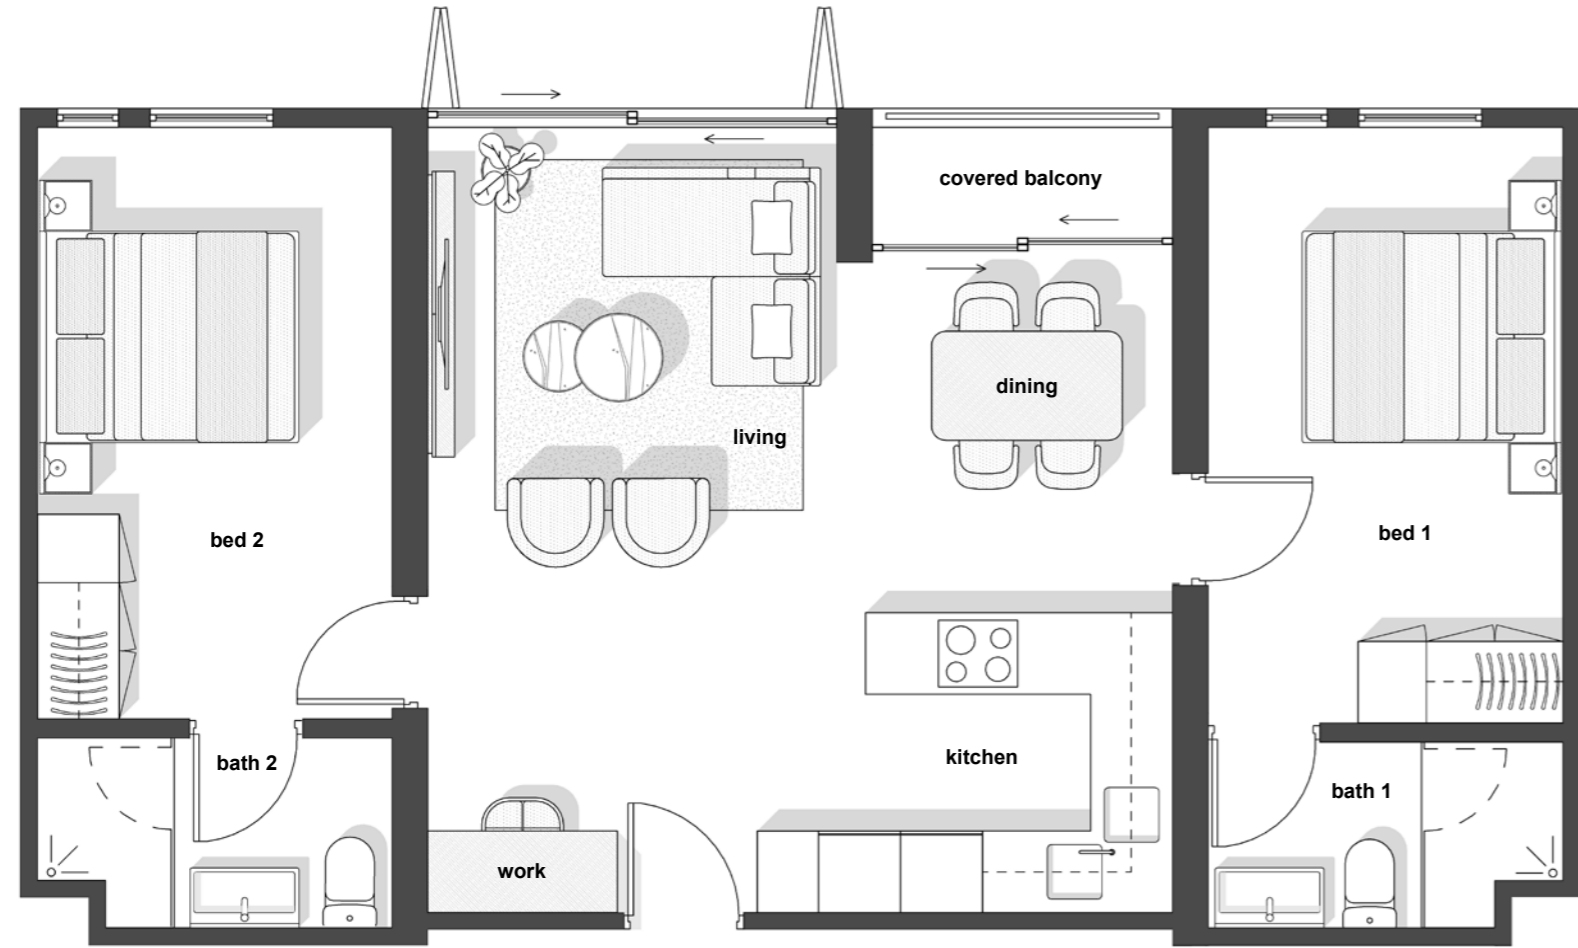 covered balcony
dining
living
bed 2
bed 1
bath 2
kitchen
bath 1
work